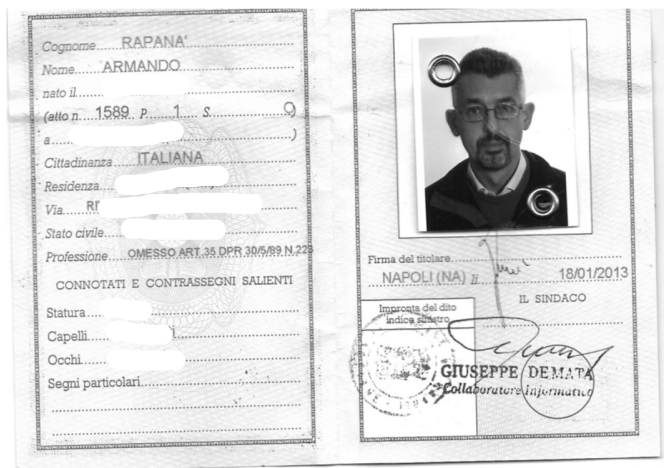 Cognome RAPANA'
Nome ARMANDO
nato il
(atto n. 1589 P. 1 S. )
a )
Cittadinanza ITALIANA
Residenza
Via
Stato civile
Professione OMESSO ART.35 DPR 30/5/89 N.223
CONNOTATI E CONTRASSEGNI SALIENTI
Statura
Capelli
Occhi
Segni particolari
Firma del titolare
NAPOLI (NA) li 18/01/2013
IL SINDACO
Impronta del dito
indice sinistro
GIUSEPPE DEMATA
Collaboratore Informatico